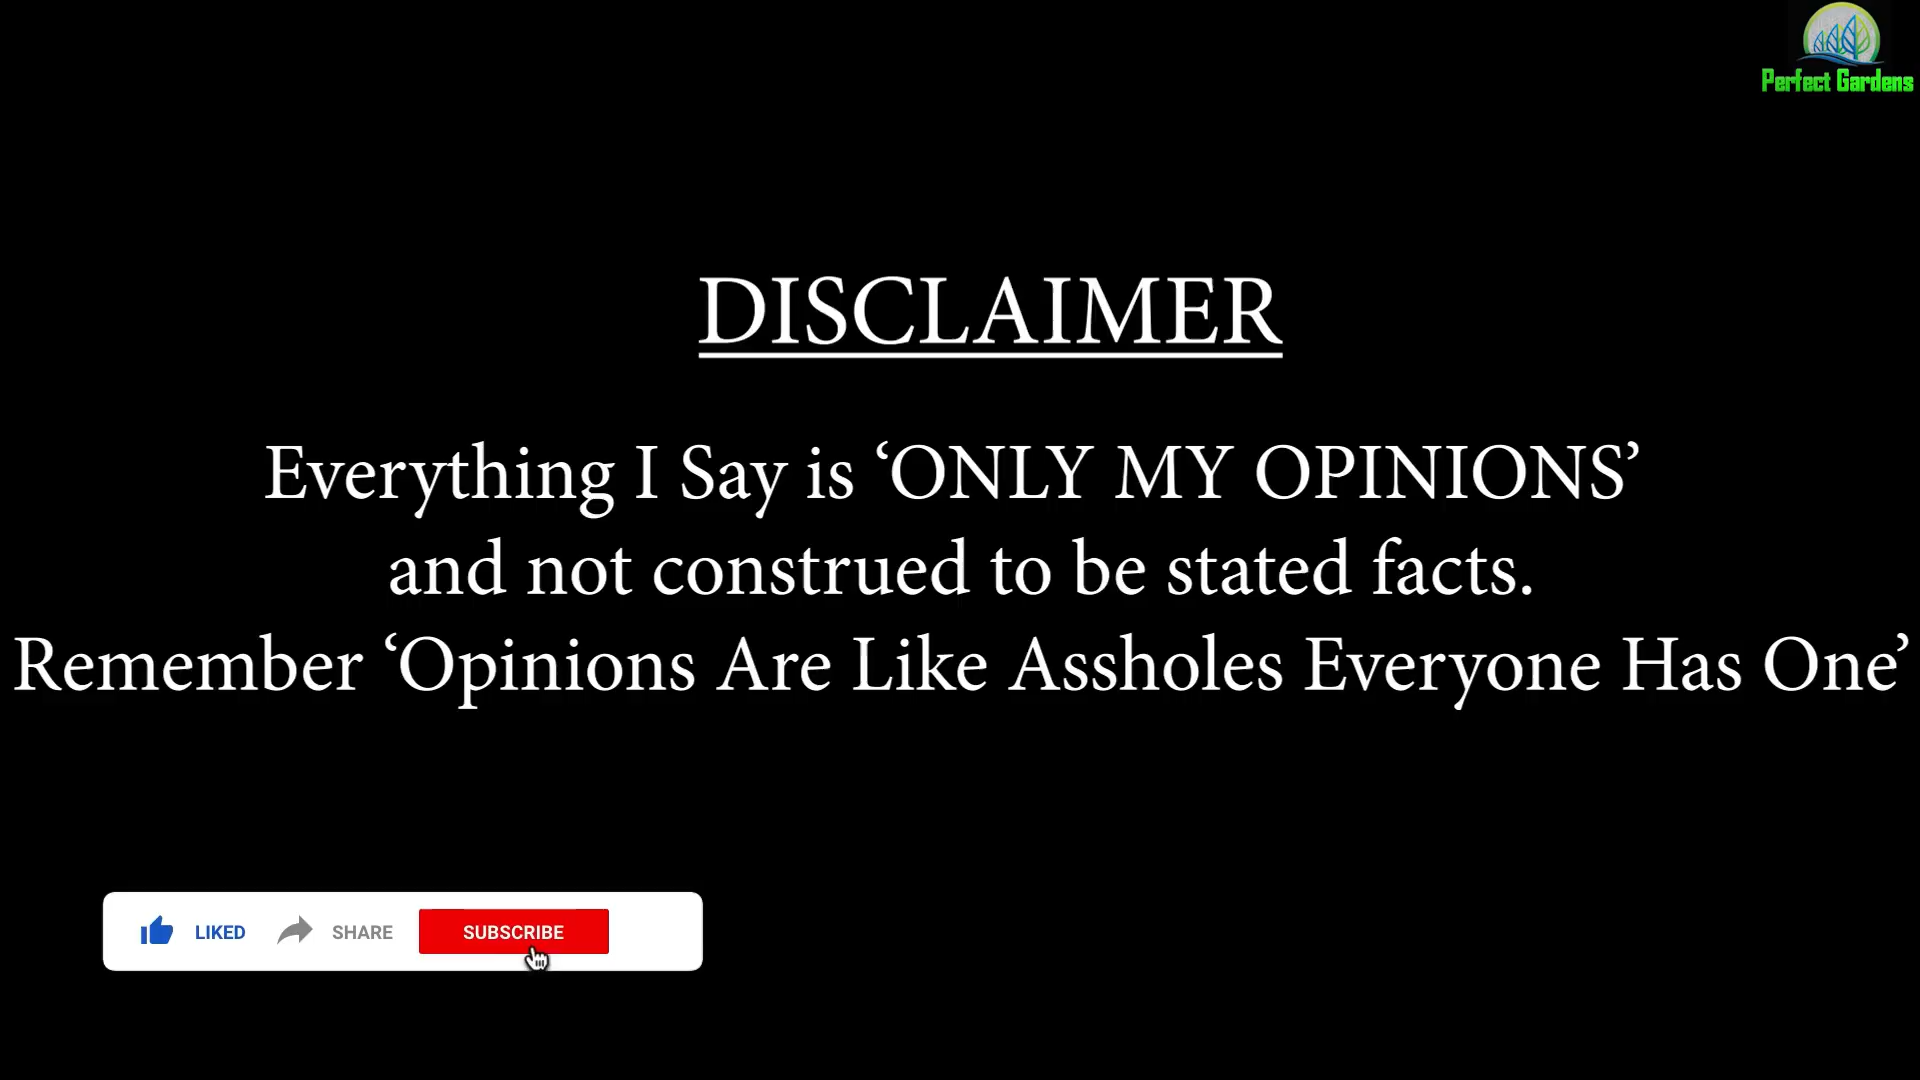 Perfect Gardens
DISCLAIMER
Everything I Say is ‘ONLY MY OPINIONS’
and not construed to be stated facts.
Remember ‘Opinions Are Like Assholes Everyone Has One’
LIKED SHARE SUBSCRIBE